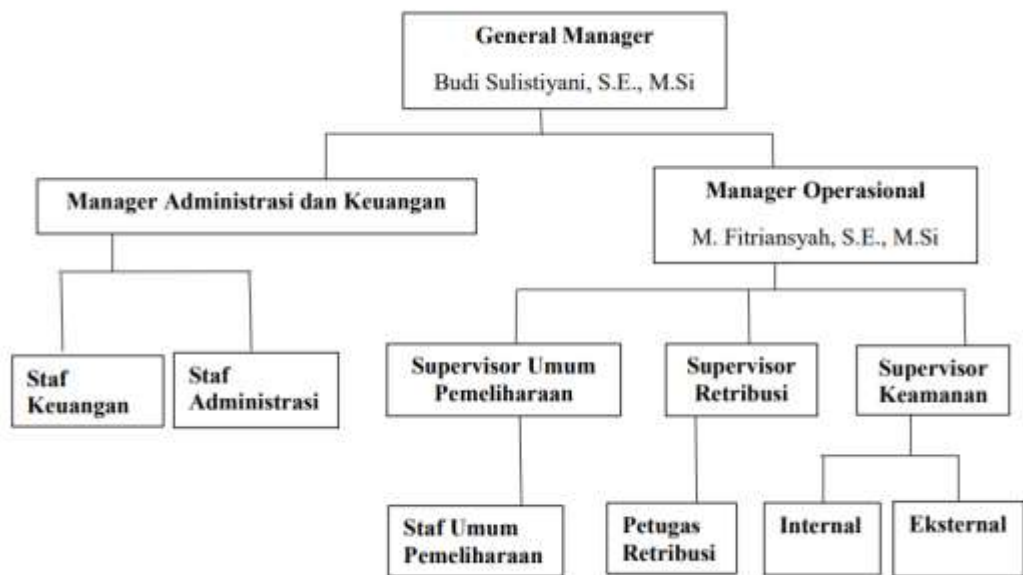 General Manager
Budi Sulistiyani, S.E., M.Si
Manager Administrasi dan Keuangan
Manager Operasional
M. Fitriansyah, S.E., M.Si
Staf
Keuangan
Staf
Administrasi
Supervisor Umum
Pemeliharaan
Supervisor
Retribusi
Supervisor
Keamanan
Staf Umum
Pemeliharaan
Petugas
Retribusi
Internal
Eksternal